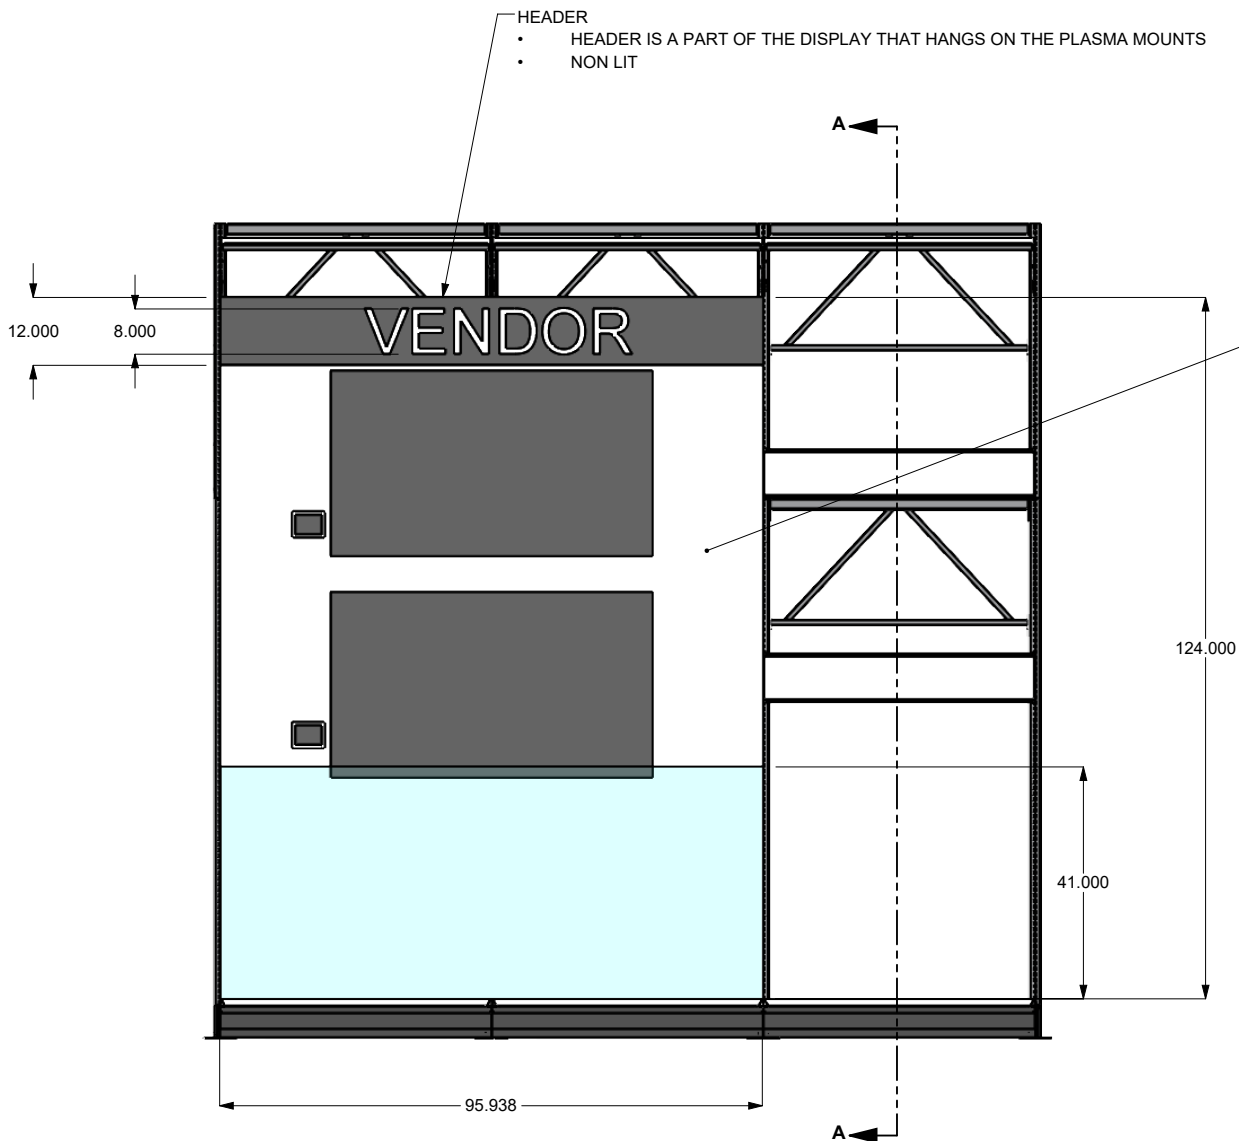 HEADER
• HEADER IS A PART OF THE DISPLAY THAT HANGS ON THE PLASMA MOUNTS
• NON LIT
A
12.000
8.000
VENDOR
124.000
41.000
95.938
A